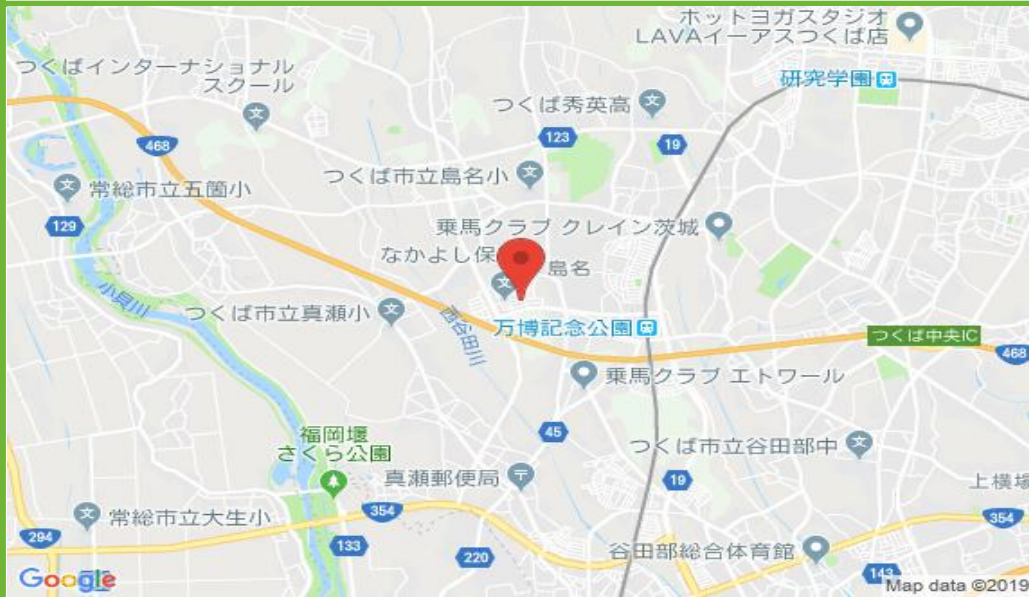 ホットヨガスタジオ
LAVAイーアスつくば店
つくばインターナショナル
スクール
研究学園
つくば秀英高
123
19
468
つくば市立島名小
常総市立五箇小
129
乗馬クラブ クレイン茨城
なかよし保
島名
小貝川
つくば市立真瀬小
西谷田川
万博記念公園
つくば中央IC
468
乗馬クラブ エトワール
福岡堰
さくら公園
45
つくば市立谷田部中
真瀬郵便局
19
上横場
常総市立大生小
354
354
294
133
220
谷田部総合体育館
143
Google
Map data ©2019